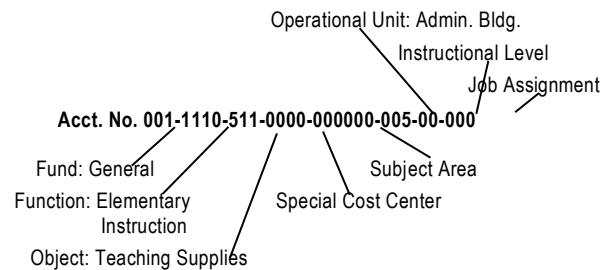 Operational Unit: Admin. Bldg.
Instructional Level
Job Assignment
Acct. No. 001-1110-511-0000-000000-005-00-000
Fund: General
Subject Area
Function: Elementary
Special Cost Center
Instruction
Object: Teaching Supplies